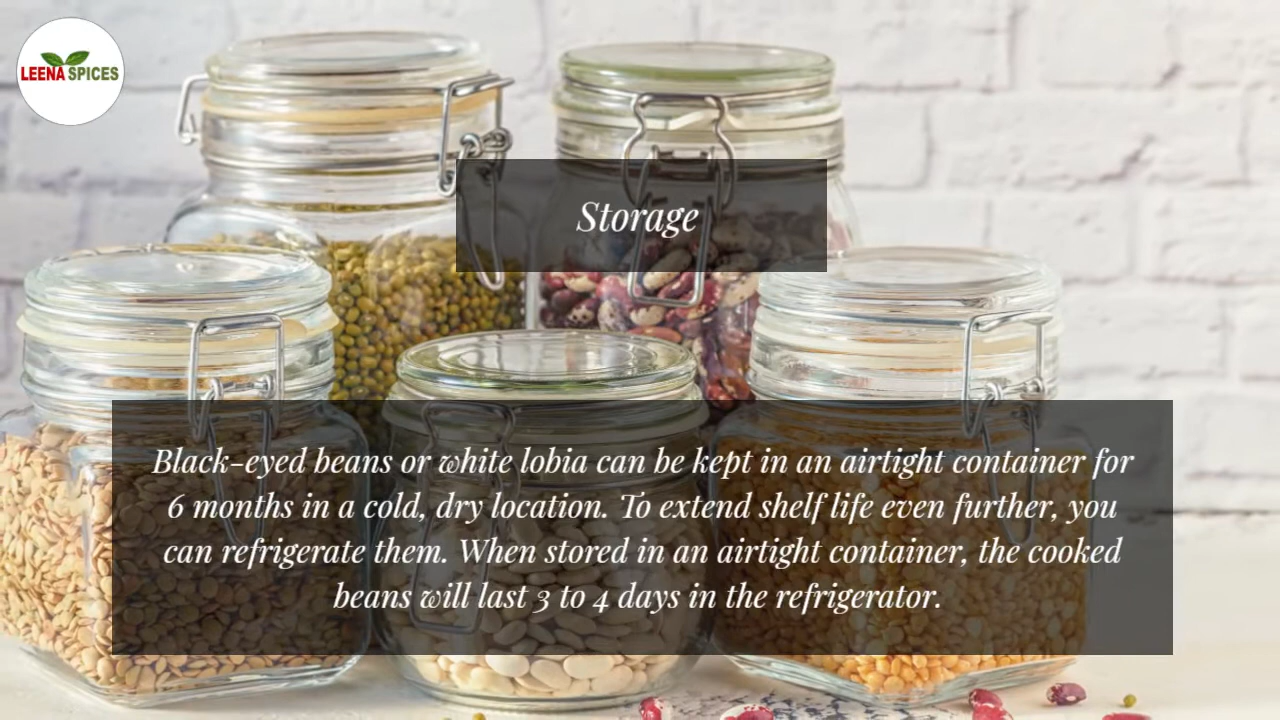 LEENA SPICES
Storage
Black-eyed beans or white lobia can be kept in an airtight container for
6 months in a cold, dry location. To extend shelf life even further, you
can refrigerate them. When stored in an airtight container, the cooked
beans will last 3 to 4 days in the refrigerator.